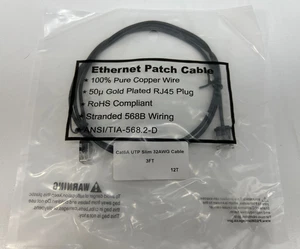 Ethernet Patch Cable
100% Pure Copper Wire
50µ Gold Plated RJ45 Plug
RoHS Compliant
Stranded 568B Wiring
ANSI/TIA-568.2-D
Cat6A UTP Slim 32AWG Cable
3FT
12T
WARNING